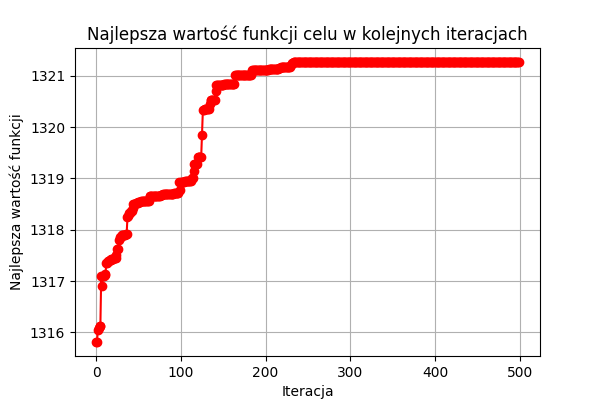 Najlepsza wartość funkcji celu w kolejnych iteracjach
Najlepsza wartość funkcji
1321
1320
1319
1318
1317
1316
0 100 200 300 400 500
Iteracja